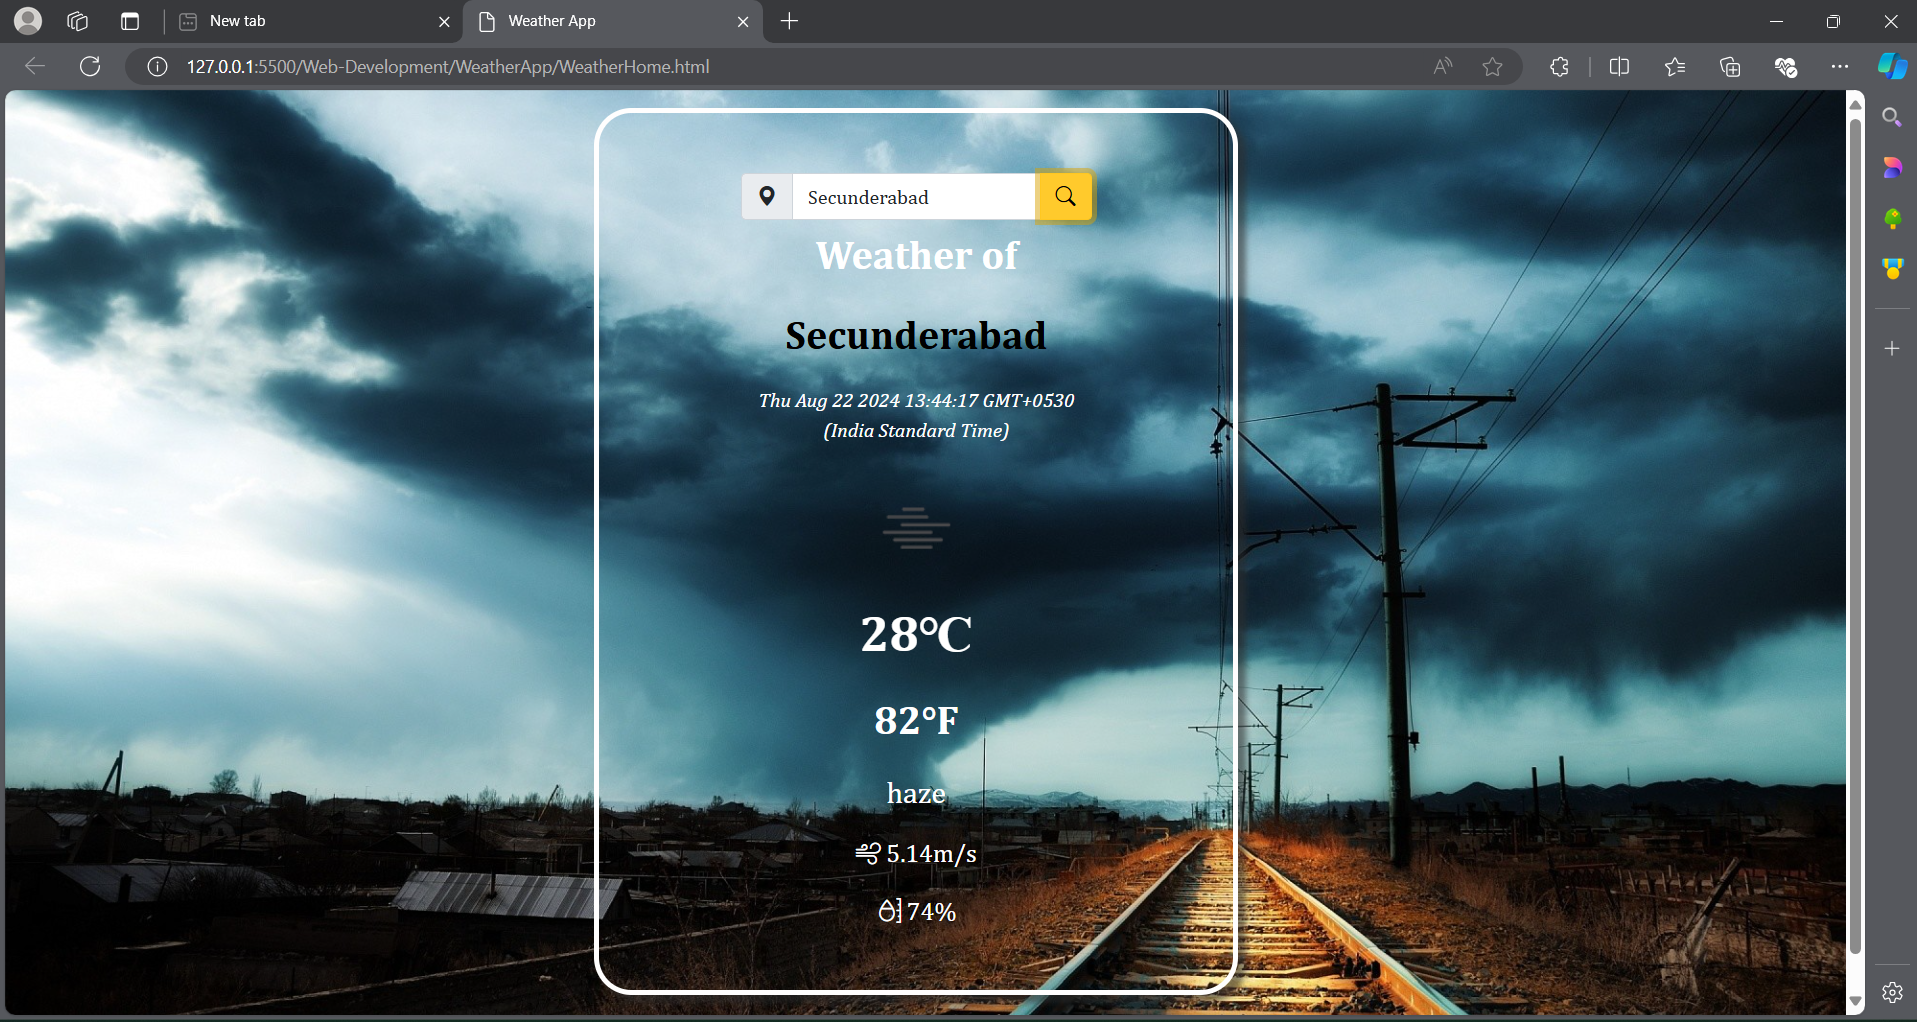 New tab
Weather App
127.0.0.1:5500/Web-Development/WeatherApp/WeatherHome.html
Secunderabad
Weather of
Secunderabad
Thu Aug 22 2024 13:44:17 GMT+0530
(India Standard Time)
28°C
82°F
haze
5.14m/s
74%